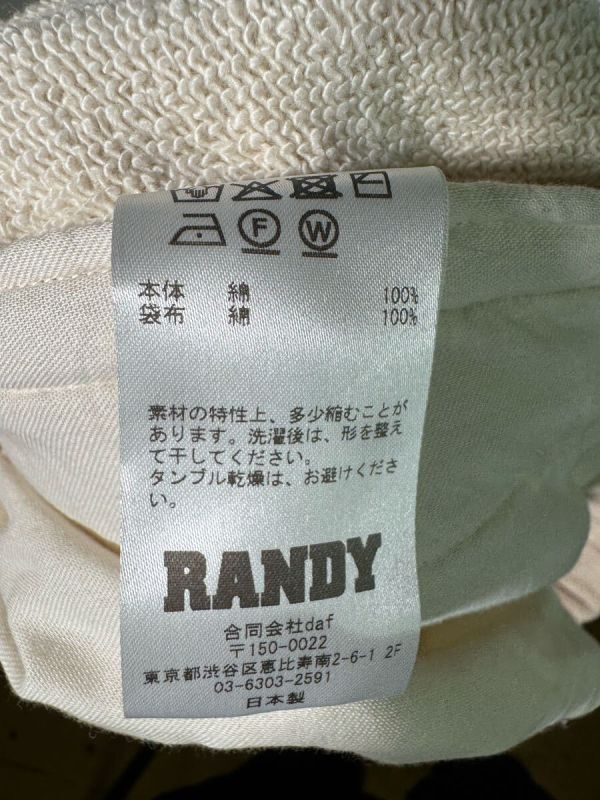 F W
本体 綿 100%
袋布 綿 100%
素材の特性上、多少縮むことが
あります。洗濯後は、形を整え
て干してください。
タンブル乾燥は、お避けくださ
い。
RANDY
合同会社daf
〒150-0022
東京都渋谷区恵比寿南2-6-1 2F
03-6303-2591
日本製